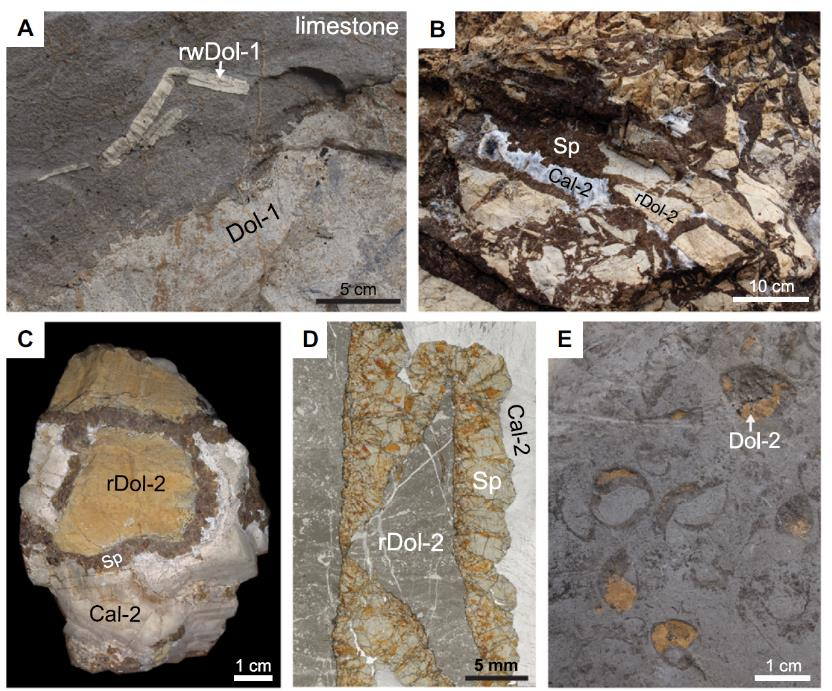 A
limestone
rwDol-1
Dol-1
5 cm
B
Sp
Cal-2
rDol-2
10 cm
C
rDol-2
Sp
Cal-2
1 cm
D
Cal-2
Sp
rDol-2
5 mm
E
Dol-2
1 cm